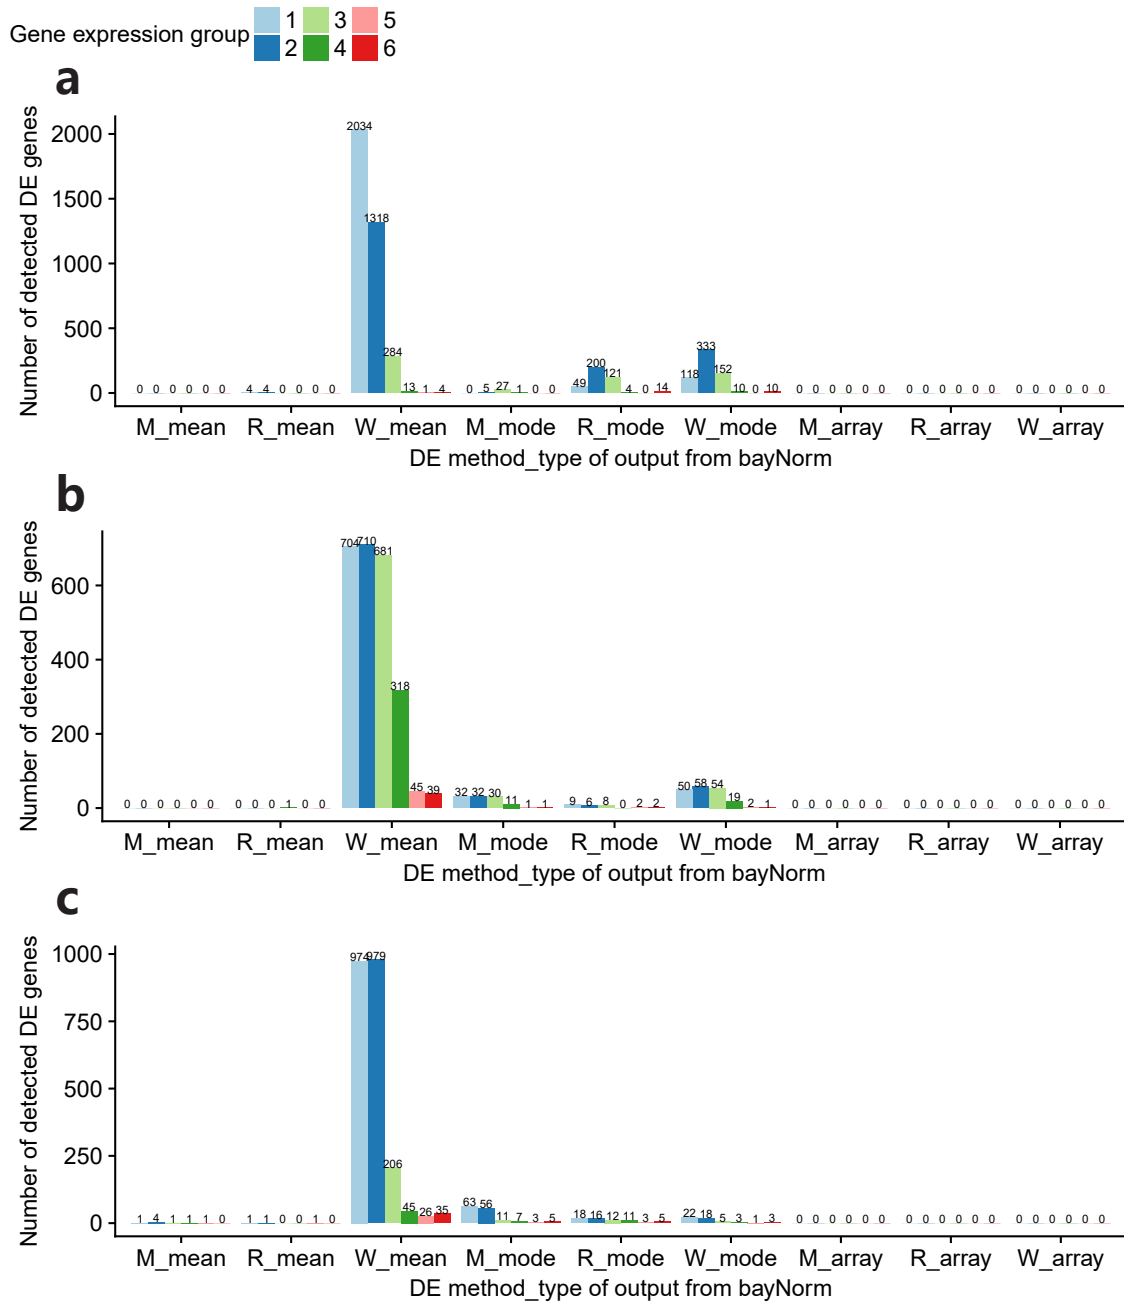 Gene expression group 1 3 5
2 4 6
a
Number of detected DE genes
2000
1500
1000
500
0
0 0 0 0 0 0 4 4 0 0 0 0 2034 1318 284 13 1 4 0 5 27 1 0 0 49 200 121 4 0 14 118 333 152 10 0 10 0 0 0 0 0 0 0 0 0 0 0 0 0 0 0 0 0 0
M_mean R_mean W_mean M_mode R_mode W_mode M_array R_array W_array
DE method_type of output from bayNorm
b
Number of detected DE genes
600
400
200
0
0 0 0 0 0 0 0 0 0 1 0 0 704 710 681 318 45 39 32 32 30 11 1 1 9 6 8 0 2 2 50 58 54 19 2 1 0 0 0 0 0 0 0 0 0 0 0 0 0 0 0 0 0 0
M_mean R_mean W_mean M_mode R_mode W_mode M_array R_array W_array
DE method_type of output from bayNorm
c
Number of detected DE genes
1000
750
500
250
0
1 4 1 1 1 0 1 1 0 0 1 0 974 979 206 45 26 35 63 56 11 7 3 5 18 16 12 11 3 5 22 18 5 3 1 3 0 0 0 0 0 0 0 0 0 0 0 0 0 0 0 0 0 0
M_mean R_mean W_mean M_mode R_mode W_mode M_array R_array W_array
DE method_type of output from bayNorm